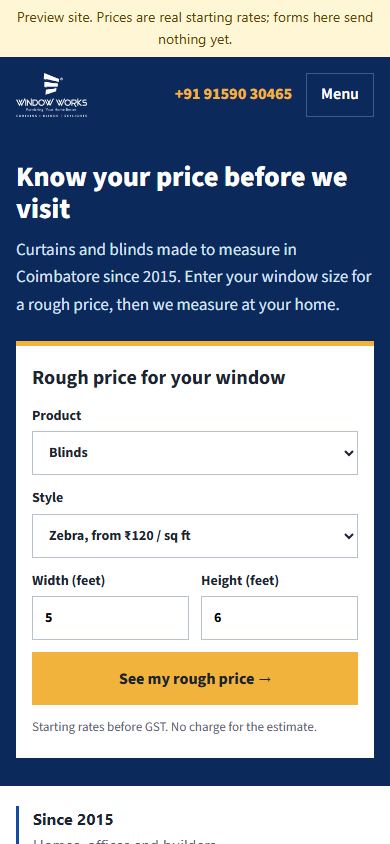 Preview site. Prices are real starting rates; forms here send
nothing yet.
WINDOW WORKS
+91 91590 30465
Menu
Know your price before we
visit
Curtains and blinds made to measure in
Coimbatore since 2015. Enter your window size for
a rough price, then we measure at your home.
Rough price for your window
Product
Blinds
Style
Zebra, from ₹120 / sq ft
Width (feet)
Height (feet)
5
6
See my rough price →
Starting rates before GST. No charge for the estimate.
Since 2015